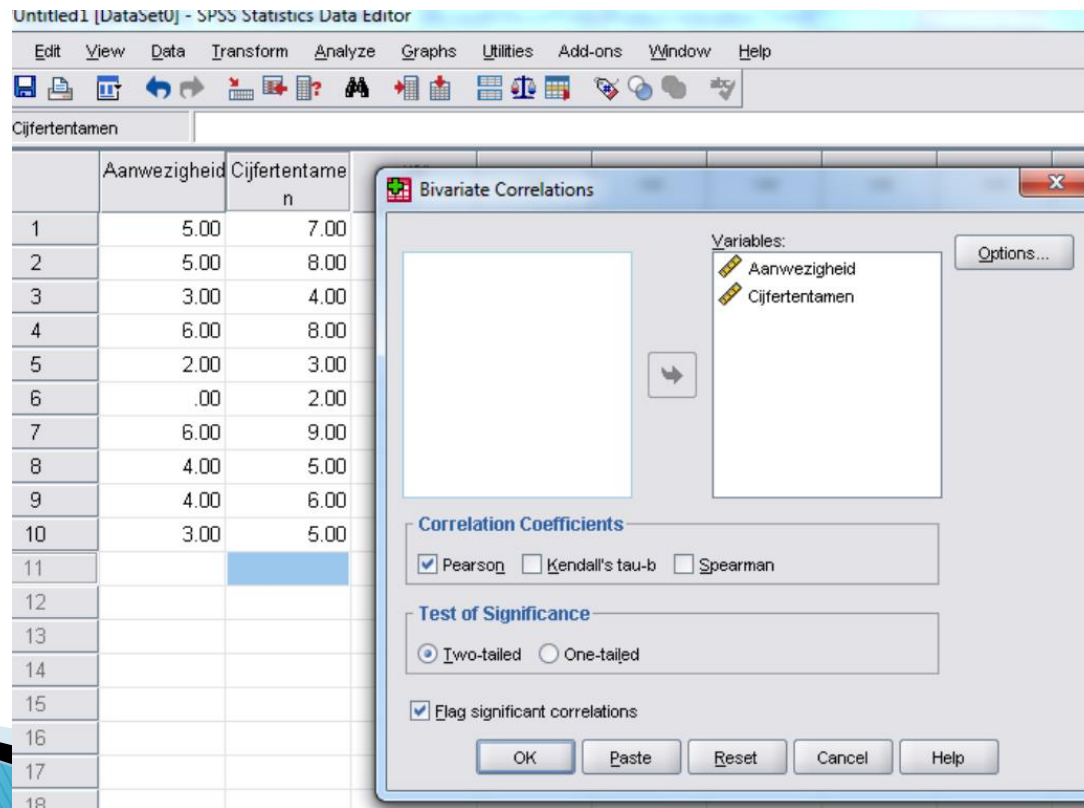 Untitled1 [DataSet0] - SPSS Statistics Data Editor
Edit View Data Transform Analyze Graphs Utilities Add-ons Window Help
Cijfertentamen
Aanwezigheid Cijfertentame
n
1 5.00 7.00
2 5.00 8.00
3 3.00 4.00
4 6.00 8.00
5 2.00 3.00
6 .00 2.00
7 6.00 9.00
8 4.00 5.00
9 4.00 6.00
10 3.00 5.00
11
12
13
14
15
16
17
18
Bivariate Correlations
Variables:
Aanwezigheid
Cijfertentamen
Options...
Correlation Coefficients
Pearson Kendall's tau-b Spearman
Test of Significance
Two-tailed One-tailed
Flag significant correlations
OK Paste Reset Cancel Help